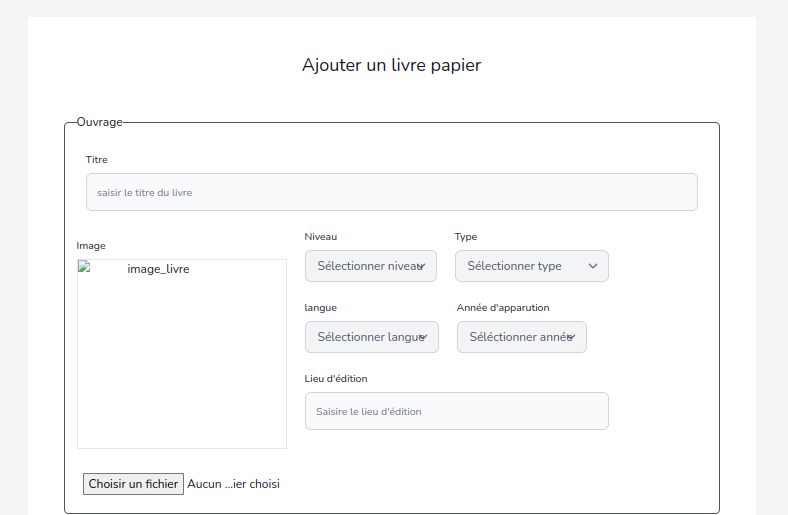 Ajouter un livre papier
Ouvrage
Titre
saisir le titre du livre
Image
image_livre
Niveau
Type
Sélectionner niveau
Sélectionner type
langue
Année d'apparution
Sélectionner langue
Séléctionner année
Lieu d'édition
Saisire le lieu d'édition
Choisir un fichier Aucun ...ier choisi